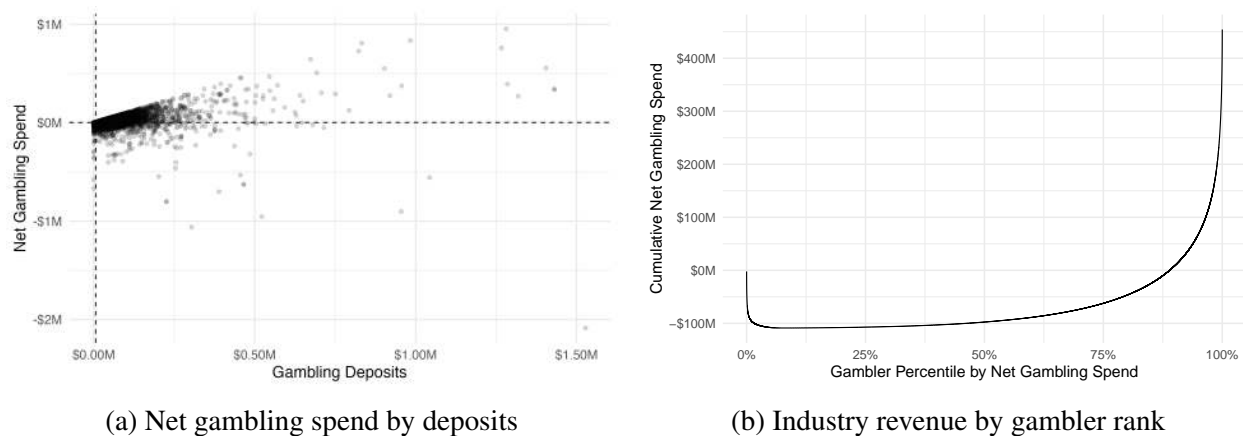 $1M
$0M
-$1M
-$2M
Net Gambling Spend
$0.00M $0.50M $1.00M $1.50M
Gambling Deposits
(a) Net gambling spend by deposits
$400M
$300M
$200M
$100M
$0M
−$100M
Cumulative Net Gambling Spend
0% 25% 50% 75% 100%
Gambler Percentile by Net Gambling Spend
(b) Industry revenue by gambler rank